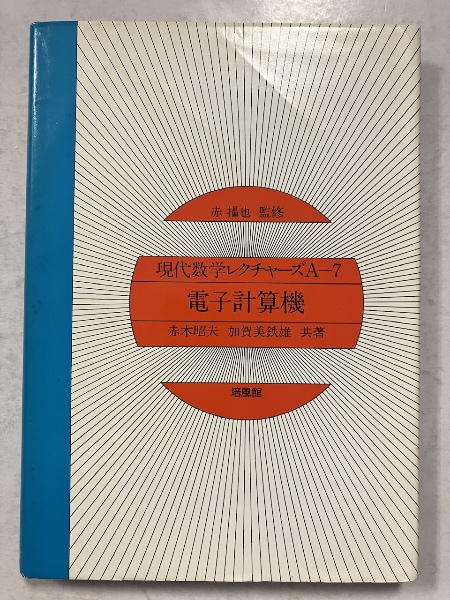 赤 攝也 監修
現代数学レクチャーズA−7
電子計算機
赤木昭夫 加賀美鉄雄 共著
培風館